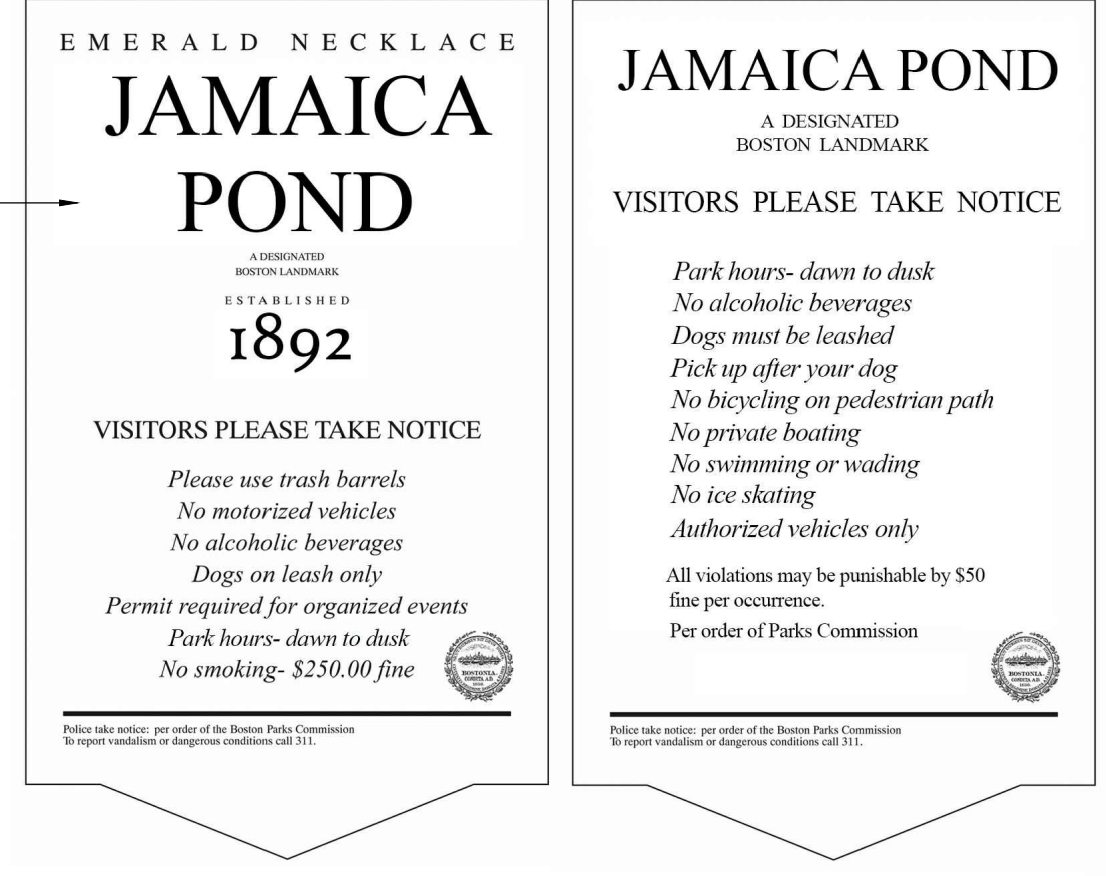 EMERALD NECKLACE
JAMAICA
POND
A DESIGNATED
BOSTON LANDMARK
ESTABLISHED
1892
VISITORS PLEASE TAKE NOTICE
Please use trash barrels
No motorized vehicles
No alcoholic beverages
Dogs on leash only
Permit required for organized events
Park hours- dawn to dusk
No smoking- $250.00 fine
BOSTONIA.
CONDITA A.D.
1630.
Police take notice: per order of the Boston Parks Commission
To report vandalism or dangerous conditions call 311.
JAMAICA POND
A DESIGNATED
BOSTON LANDMARK
VISITORS PLEASE TAKE NOTICE
Park hours- dawn to dusk
No alcoholic beverages
Dogs must be leashed
Pick up after your dog
No bicycling on pedestrian path
No private boating
No swimming or wading
No ice skating
Authorized vehicles only
All violations may be punishable by $50
fine per occurrence.
Per order of Parks Commission
BOSTONIA.
CONDITA A.D.
1630.
Police take notice: per order of the Boston Parks Commission
To report vandalism or dangerous conditions call 311.